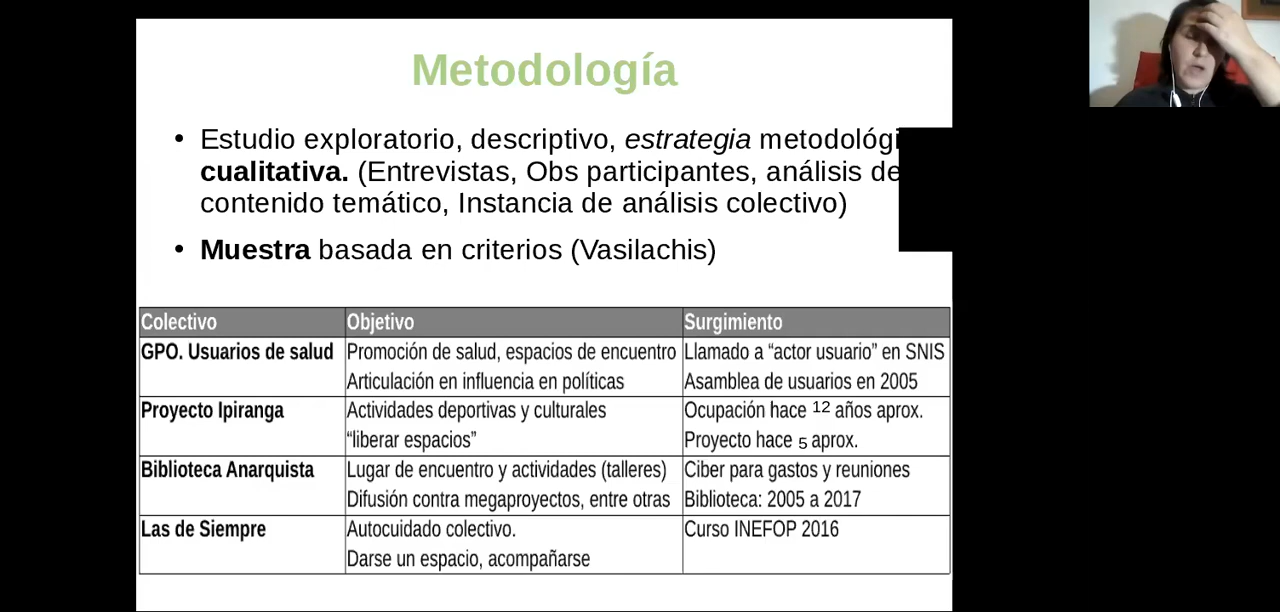 Metodología
• Estudio exploratorio, descriptivo, estrategia metodológi
cualitativa. (Entrevistas, Obs participantes, análisis de
contenido temático, Instancia de análisis colectivo)
• Muestra basada en criterios (Vasilachis)
Colectivo Objetivo Surgimiento
GPO. Usuarios de salud Promoción de salud, espacios de encuentro Llamado a “actor usuario” en SNIS
Articulación en influencia en políticas Asamblea de usuarios en 2005
Proyecto Ipiranga Actividades deportivas y culturales Ocupación hace 12 años aprox.
“liberar espacios” Proyecto hace 5 aprox.
Biblioteca Anarquista Lugar de encuentro y actividades (talleres) Ciber para gastos y reuniones
Difusión contra megaproyectos, entre otras Biblioteca: 2005 a 2017
Las de Siempre Autocuidado colectivo. Curso INEFOP 2016
Darse un espacio, acompañarse